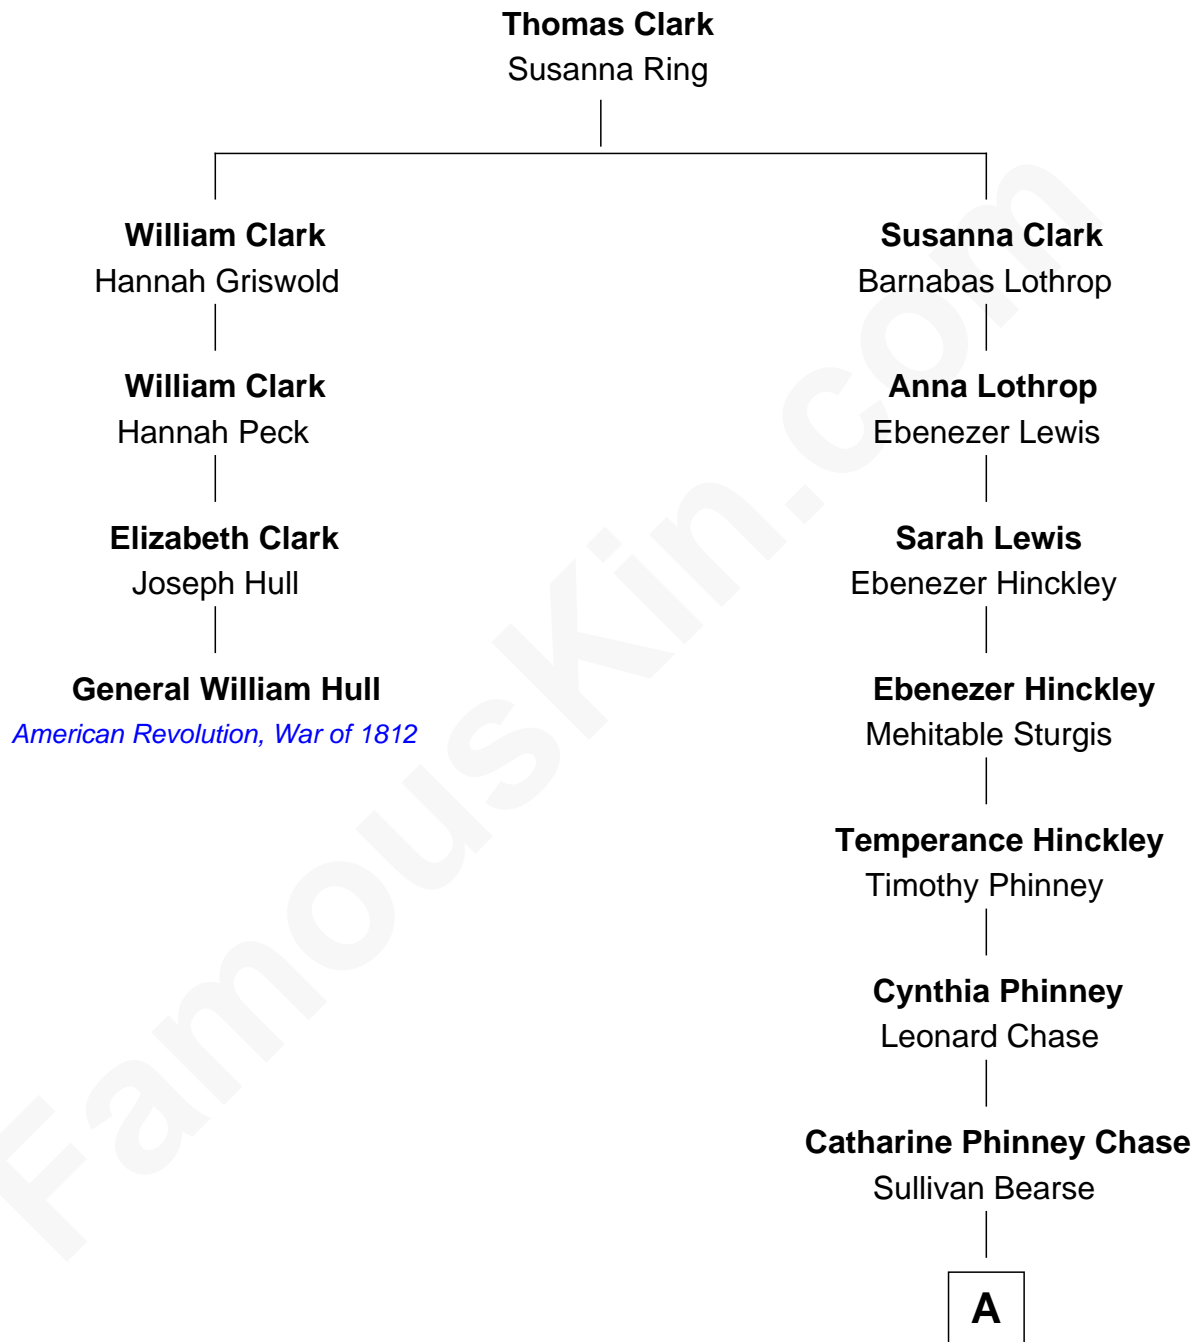 Thomas Clark
Susanna Ring
William Clark
Hannah Griswold
Susanna Clark
Barnabas Lothrop
William Clark
Hannah Peck
Anna Lothrop
Ebenezer Lewis
Elizabeth Clark
Joseph Hull
Sarah Lewis
Ebenezer Hinckley
General William Hull
American Revolution, War of 1812
Ebenezer Hinckley
Mehitable Sturgis
Temperance Hinckley
Timothy Phinney
Cynthia Phinney
Leonard Chase
Catharine Phinney Chase
Sullivan Bearse
A
FamousKin.com